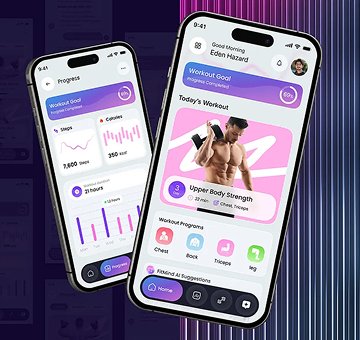 9:41
Progress
Workout Goal
Progress Completed
69%
Steps
7,600 Steps
Calories
350 kcal
21 hours
Progress
9:41
Good Morning
Eden Hazard
Workout Goal
Progress Completed
69%
Today's Workout
3
Upper Body Strength
22 min
Chest, Triceps
Workout Programs
Chest
Back
Triceps
leg
FitMind AI Suggestions
Home